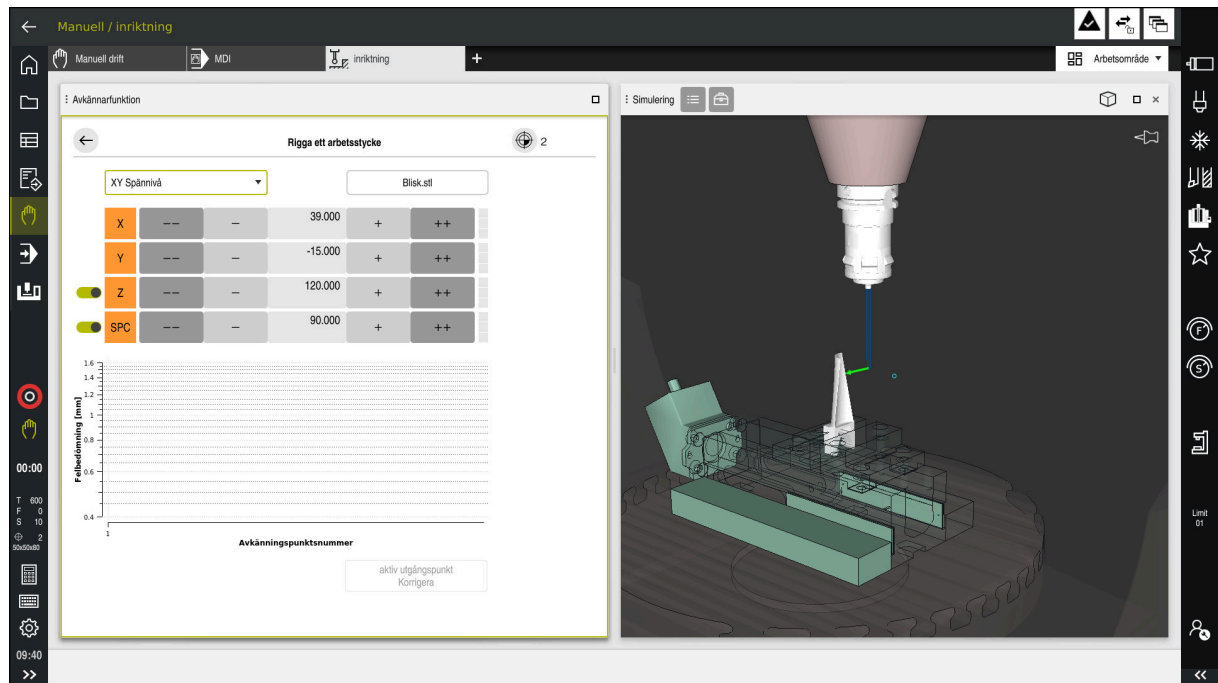 Manuell / inriktning
Manuell drift
MDI
inriktning
+
Arbetsområde
Avkännarfunktion
Rigga ett arbetsstycke
2
XY Spännivå
Blisk.stl
X -- - 39.000 + ++
Y -- - -15.000 + ++
Z -- - 120.000 + ++
SPC -- - 90.000 + ++
1.6
1.4
1.2
1
0.8
0.6
0.4
Felbedömning [mm]
1
Avkänningspunktsnummer
aktiv utgångspunkt
Korrigera
Simulering
00:00
T 600
F 0
S 10
2
50x50x80
09:40
F
S
Limit
01